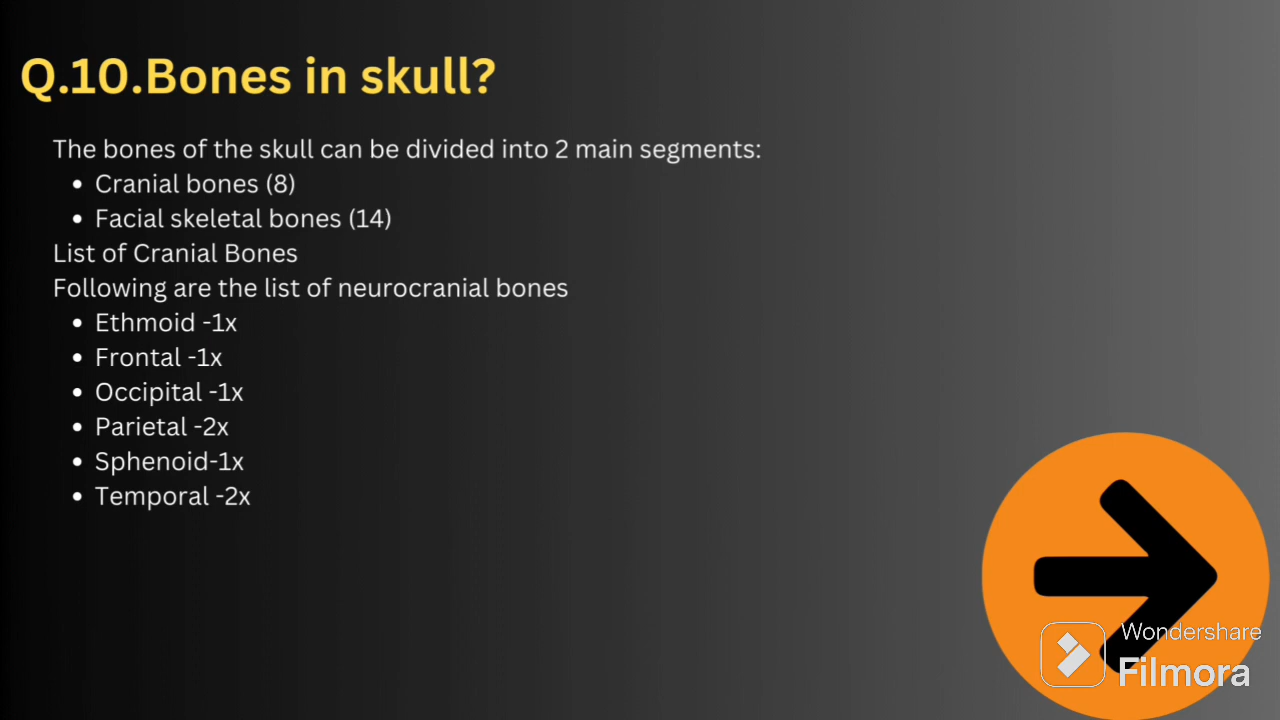 Q.10.Bones in skull?
The bones of the skull can be divided into 2 main segments:
• Cranial bones (8)
• Facial skeletal bones (14)
List of Cranial Bones
Following are the list of neurocranial bones
• Ethmoid -1x
• Frontal -1x
• Occipital -1x
• Parietal -2x
• Sphenoid-1x
• Temporal -2x
Wondershare
Filmora